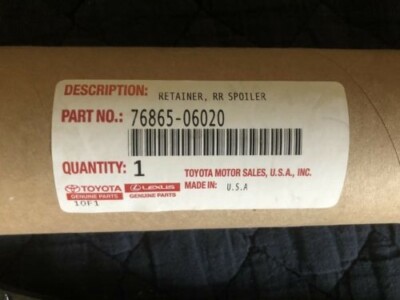 DESCRIPTION: RETAINER, RR SPOILER
PART NO.: 76865-06020
QUANTITY: 1 TOYOTA MOTOR SALES, U.S.A., INC.
TOYOTA LEXUS MADE IN: U.S.A
GENUINE PARTS GENUINE PARTS
1OF1